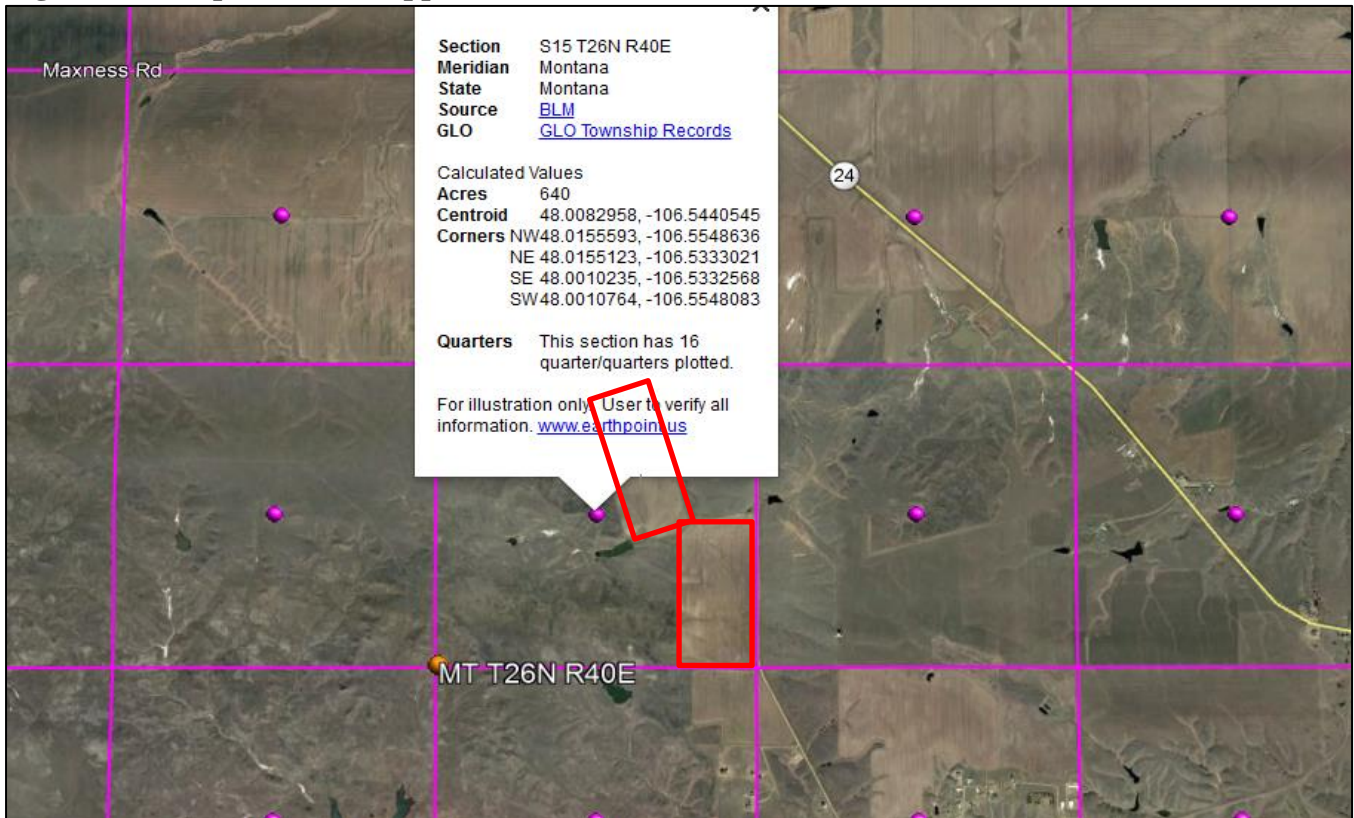 Maxness Rd
Section S15 T26N R40E
Meridian Montana
State Montana
Source BLM
GLO GLO Township Records
Calculated Values
Acres 640
Centroid 48.0082958, -106.5440545
Corners NW48.0155593, -106.5548636
NE 48.0155123, -106.5333021
SE 48.0010235, -106.5332568
SW48.0010764, -106.5548083
Quarters This section has 16
quarter/quarters plotted.
For illustration only. User to verify all
information. www.earthpoint.us
24
MT T26N R40E